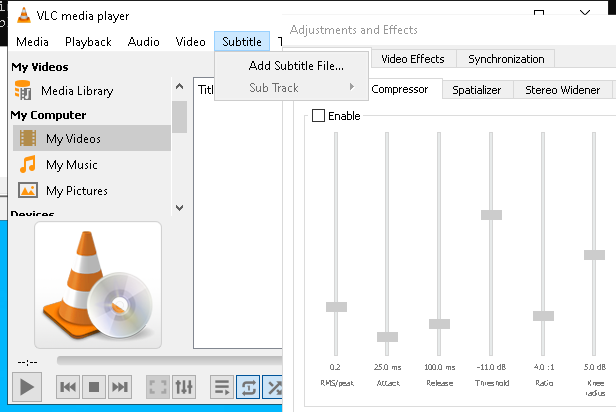 VLC media player
Adjustments and Effects
Media Playback Audio Video Subtitle
Video Effects Synchronization
Add Subtitle File...
Sub Track
My Videos
Media Library
My Computer
My Videos
My Music
My Pictures
Devices
Compressor Spatializer Stereo Widener
Enable
0.2 25.0 ms 100.0 ms -11.0 dB 4.0 :1 5.0 dB
RMS/peak Attack Release Threshold Ratio Knee
radius
--:--